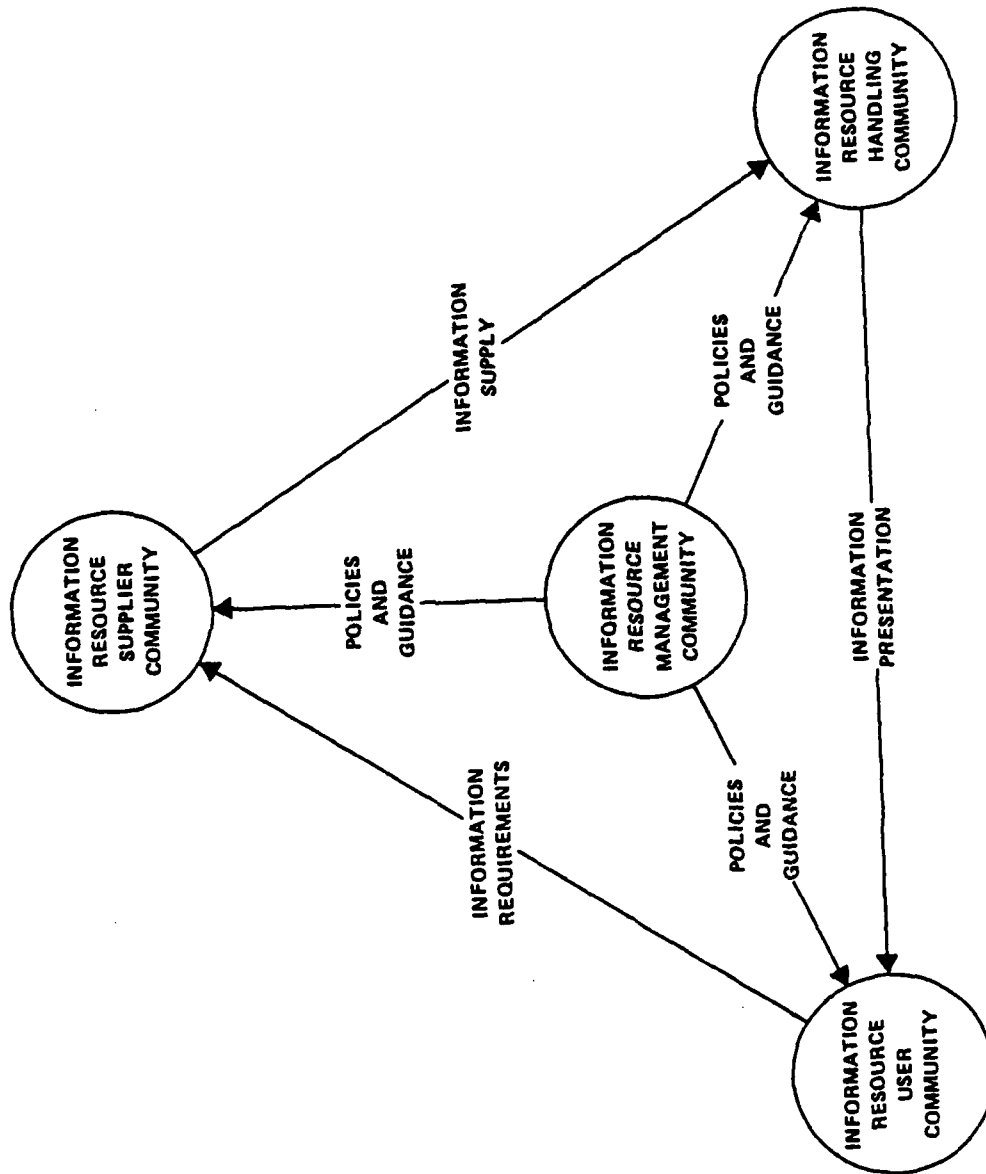 INFORMATION
RESOURCE
SUPPLIER
COMMUNITY
INFORMATION
REQUIREMENTS
POLICIES
AND
GUIDANCE
INFORMATION
SUPPLY
INFORMATION
RESOURCE
MANAGEMENT
COMMUNITY
POLICIES
AND
GUIDANCE
POLICIES
AND
GUIDANCE
INFORMATION
RESOURCE
USER
COMMUNITY
INFORMATION
PRESENTATION
INFORMATION
RESOURCE
HANDLING
COMMUNITY